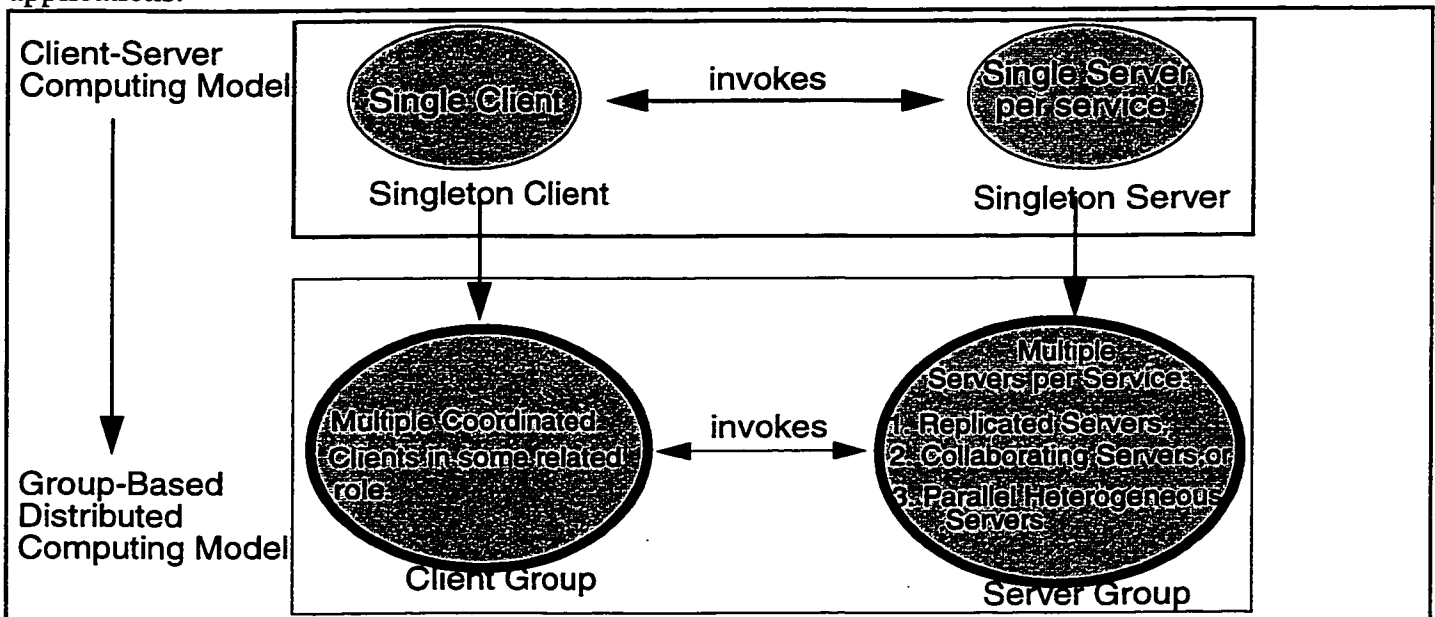 Client-Server
Computing Model
Single Client
invokes
Single Server
per service
Singleton Client
Singleton Server
Multiple Coordinated
Clients in some related
role.
invokes
Multiple
Servers per Service:
1. Replicated Servers,
2. Collaborating Servers or
3. Parallel Heterogeneous
Servers
Group-Based
Distributed
Computing Model
Client Group
Server Group